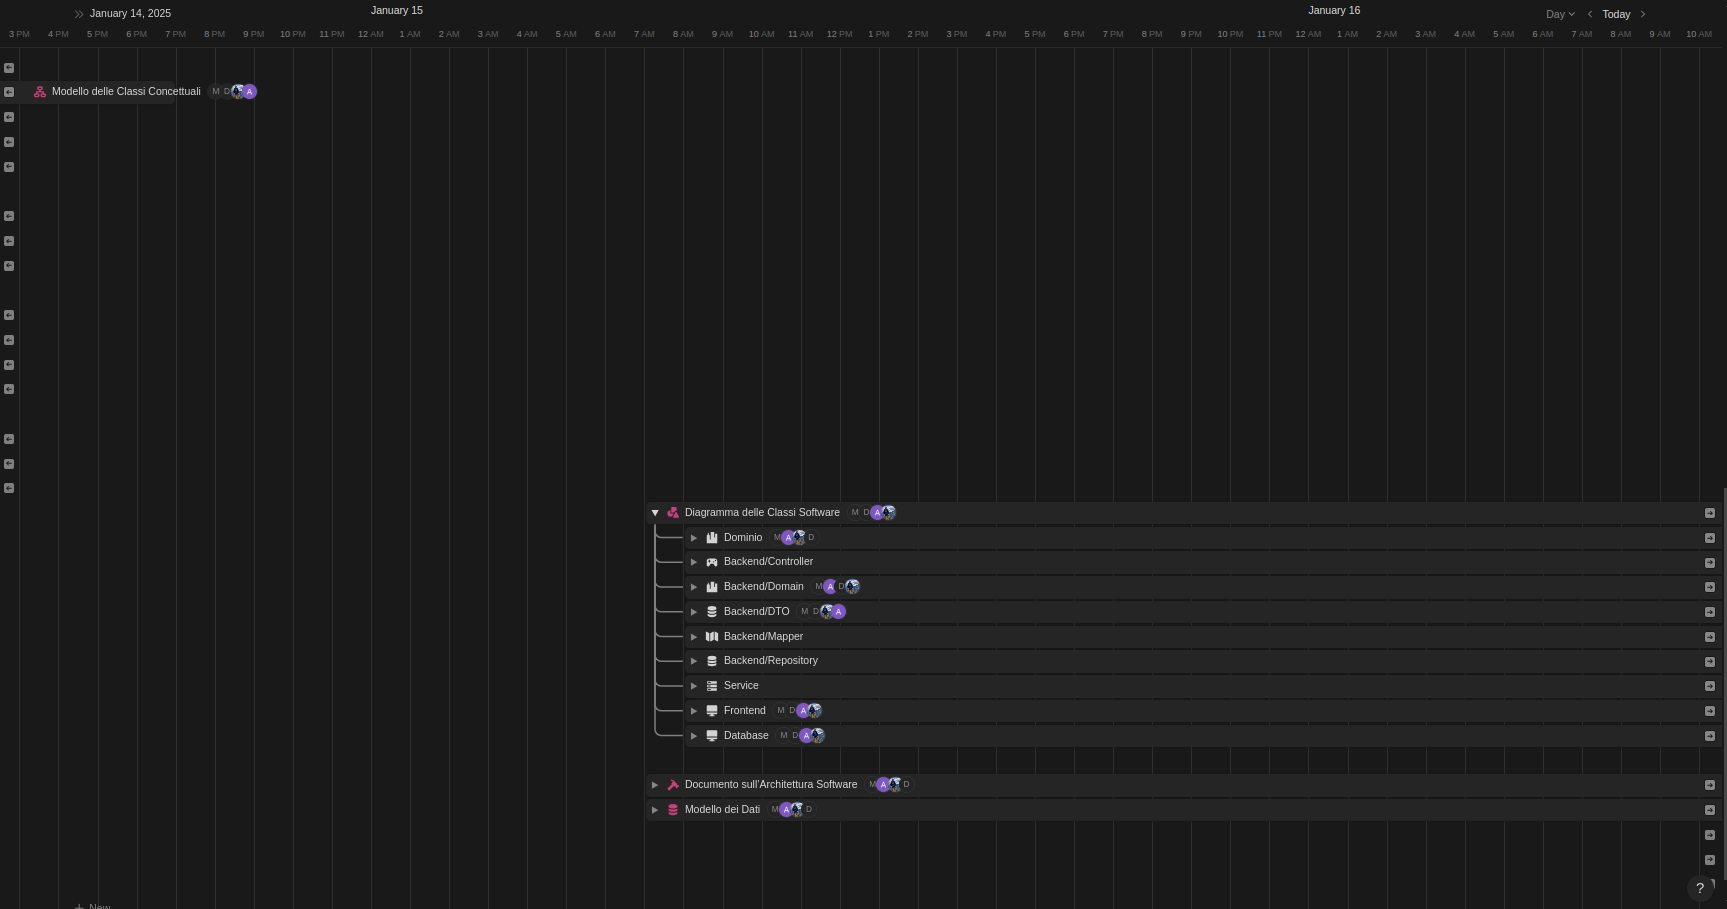 January 14, 2025 January 15 January 16 Day Today
3 PM 4 PM 5 PM 6 PM 7 PM 8 PM 9 PM 10 PM 11 PM 12 AM 1 AM 2 AM 3 AM 4 AM 5 AM 6 AM 7 AM 8 AM 9 AM 10 AM 11 AM 12 PM 1 PM 2 PM 3 PM 4 PM 5 PM 6 PM 7 PM 8 PM 9 PM 10 PM 11 PM 12 AM 1 AM 2 AM 3 AM 4 AM 5 AM 6 AM 7 AM 8 AM 9 AM 10 AM
Modello delle Classi Concettuali M D A
Diagramma delle Classi Software M D A
Dominio M A D
Backend/Controller
Backend/Domain M A D
Backend/DTO M D A
Backend/Mapper
Backend/Repository
Service
Frontend M D A
Database M D A
Documento sull'Architettura Software M A D
Modello dei Dati M A D
?
New